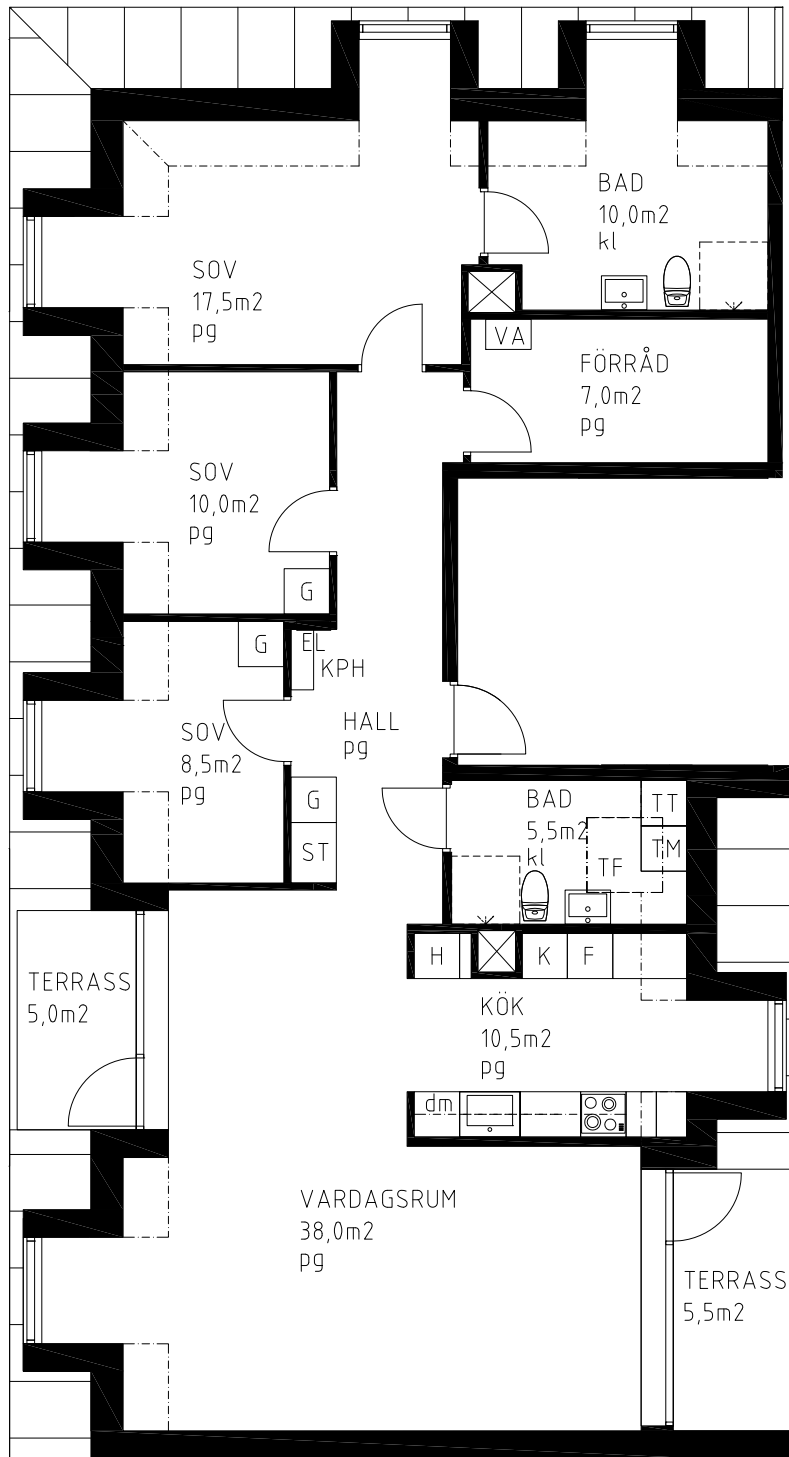 BAD
10,0m2
kl
SOV
17,5m2
pg
VA
FÖRRÅD
7,0m2
pg
SOV
10,0m2
pg
G
G
EL
KPH
HALL
pg
SOV
8,5m2
pg
G
ST
BAD
5,5m2
kl
TT
TM
TF
H
K
F
TERRASS
5,0m2
KÖK
10,5m2
pg
dm
VARDAGSRUM
38,0m2
pg
TERRASS
5,5m2